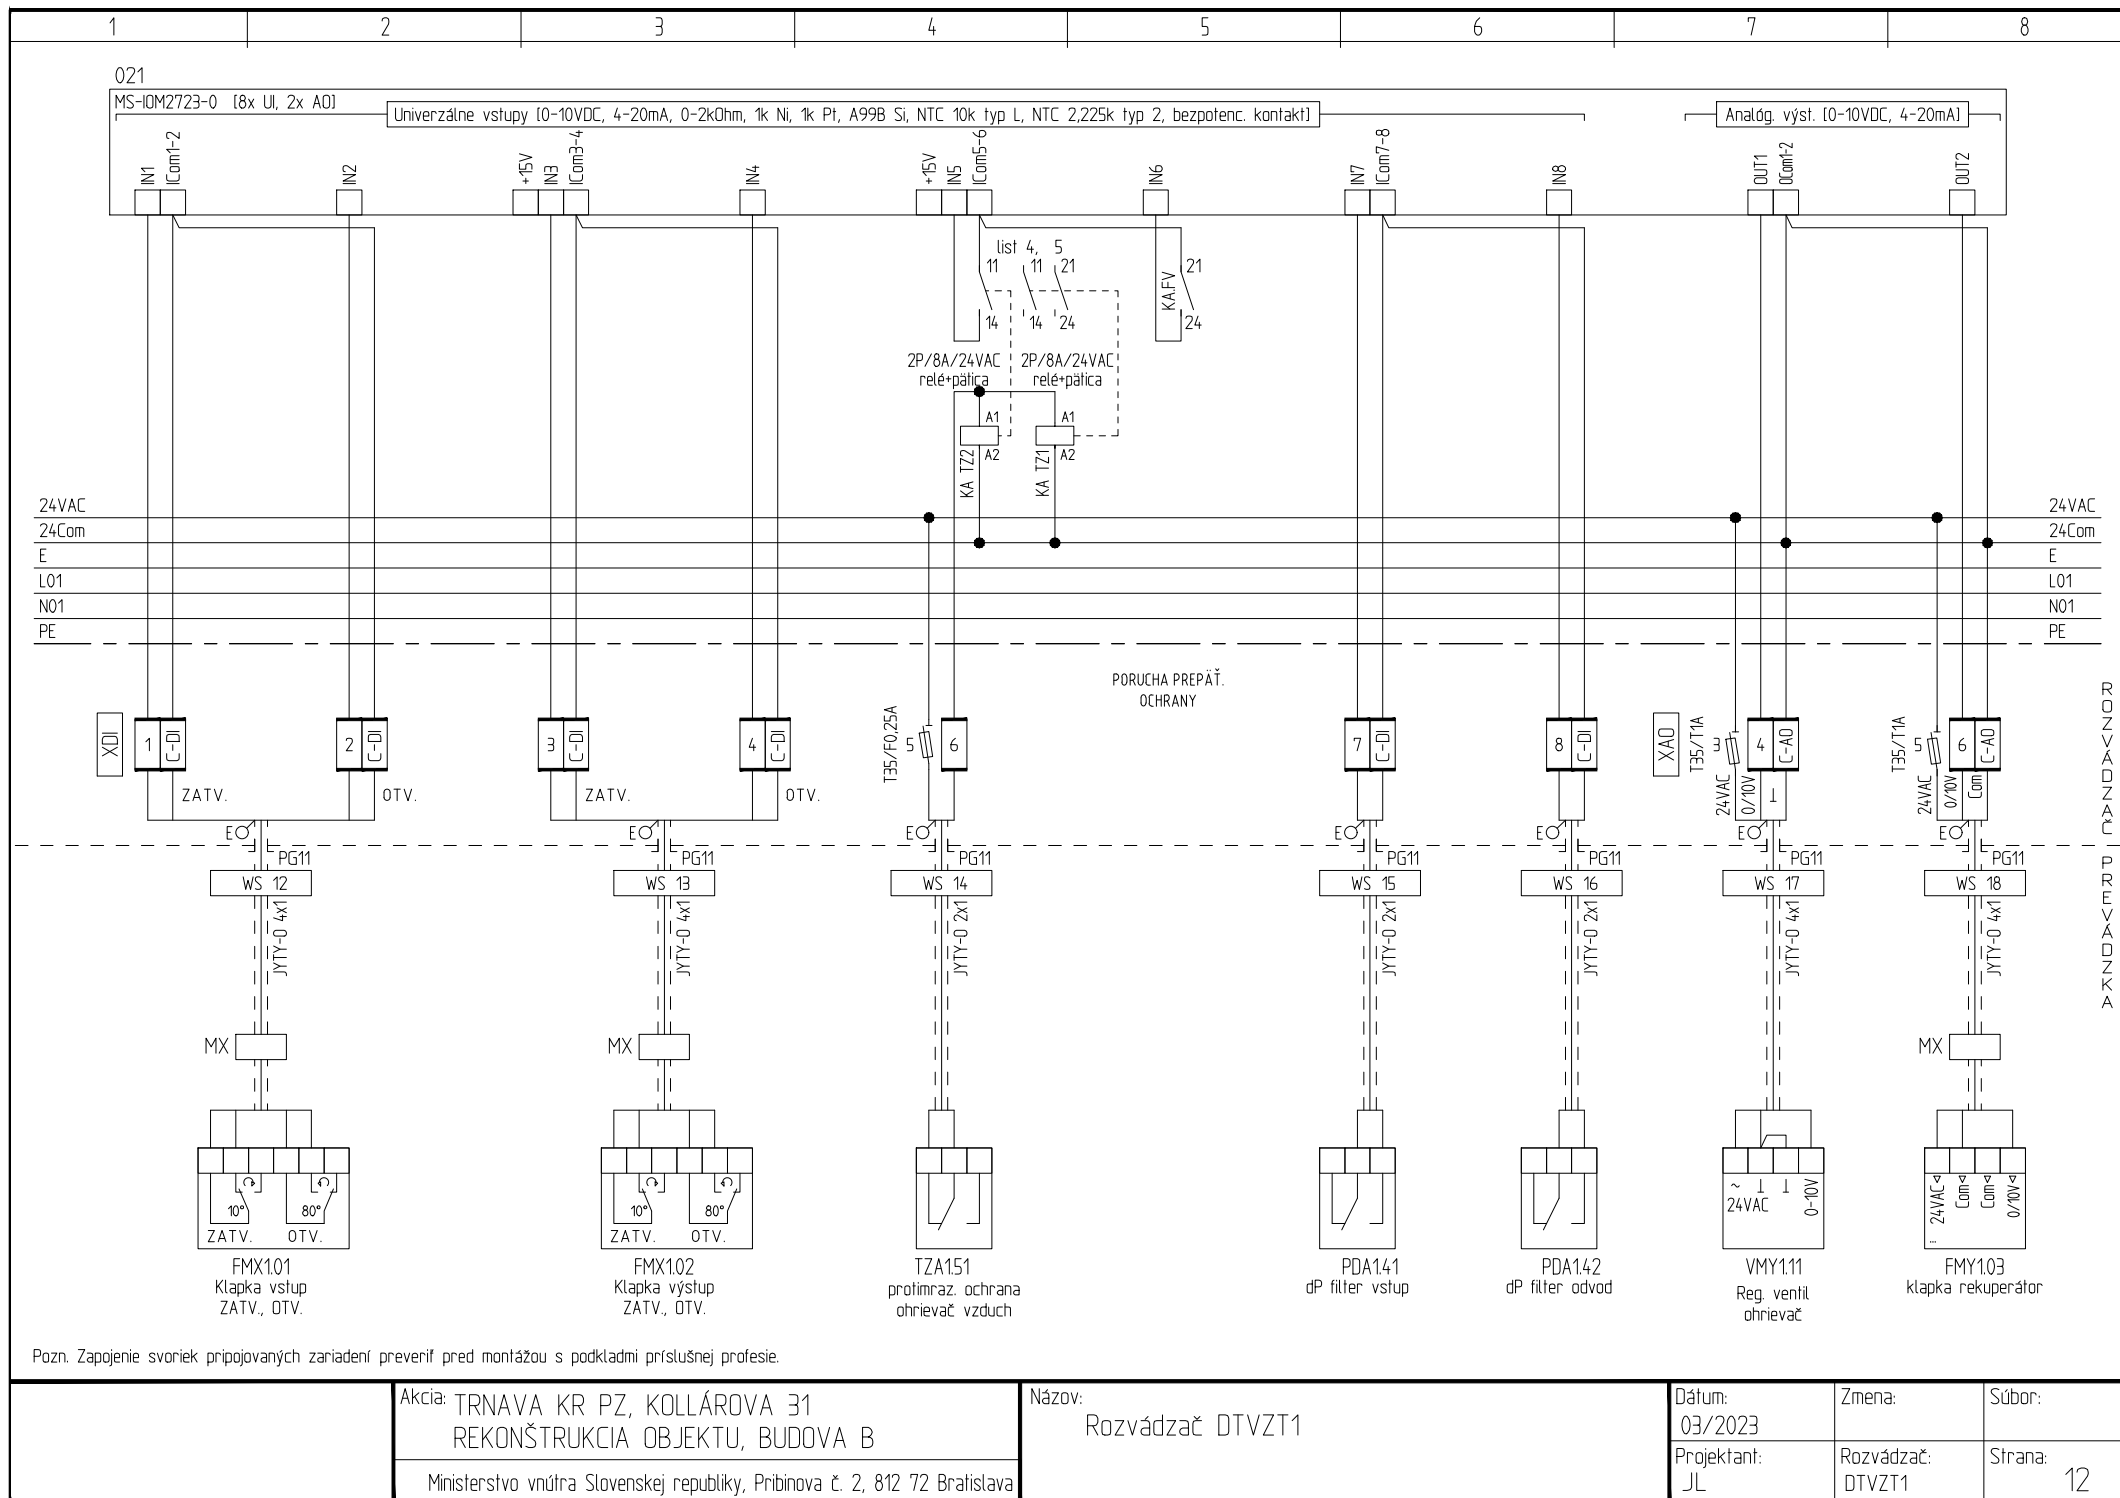 1 2 3 4 5 6 7 8
021
MS-IOM2723-0 [8x UI, 2x AO]
Univerzálne vstupy [0-10VDC, 4-20mA, 0-2kOhm, 1k Ni, 1k Pt, A99B Si, NTC 10k typ L, NTC 2,225k typ 2, bezpotenc. kontakt]
Analóg. výst. [0-10VDC, 4-20mA]
IN1 ICom1-2 IN2 +15V IN3 ICom3-4 IN4 +15V IN5 ICom5-6 IN6 IN7 ICom7-8 IN8 OUT1 OCom1-2 OUT2
list 4, 5
11 11 21 KA.FV 21
14 14 24 24
2P/8A/24VAC 2P/8A/24VAC
relé+pätica relé+pätica
A1 A1
KA TZ2 A2 KA TZ1 A2
24VAC 24VAC
24Com 24Com
E E
L01 L01
N01 N01
PE PE
PORUCHA PREPÄŤ.
OCHRANY
ROZVÁDZAČ
XDI 1 C-DI 2 C-DI 3 C-DI 4 C-DI T35/F0,25A 5 6 7 C-DI 8 C-DI XAO T35/T1A 3 4 C-AO T35/T1A 5 6 C-AO
ZATV. OTV. ZATV. OTV. 24VAC 0/10V ⊥ 24VAC 0/10V Com
E E E E E E E
PG11 PG11 PG11 PG11 PG11 PG11 PG11
WS 12 WS 13 WS 14 WS 15 WS 16 WS 17 WS 18
JYTY-O 4x1 JYTY-O 4x1 JYTY-O 2x1 JYTY-O 2x1 JYTY-O 2x1 JYTY-O 4x1 JYTY-O 4x1
PREVÁDZKA
MX MX MX
10° 80° 10° 80° ~ ⊥ ⊥ 0-10V 24VAC Com Com 0/10V
24VAC ...
ZATV. OTV. ZATV. OTV.
FMX1.01
Klapka vstup
ZATV., OTV.
FMX1.02
Klapka výstup
ZATV., OTV.
TZA1.51
protimraz. ochrana
ohrievač vzduch
PDA1.41
dP filter vstup
PDA1.42
dP filter odvod
VMY1.11
Reg. ventil
ohrievač
FMY1.03
klapka rekuperátor
Pozn. Zapojenie svoriek pripojovaných zariadení preveriť pred montážou s podkladmi príslušnej profesie.
Akcia: TRNAVA KR PZ, KOLLÁROVA 31
REKONŠTRUKCIA OBJEKTU, BUDOVA B
Ministerstvo vnútra Slovenskej republiky, Pribinova č. 2, 812 72 Bratislava
Názov:
Rozvádzač DTVZT1
Dátum:
03/2023
Zmena:
Súbor:
Projektant:
JL
Rozvádzač:
DTVZT1
Strana:
12